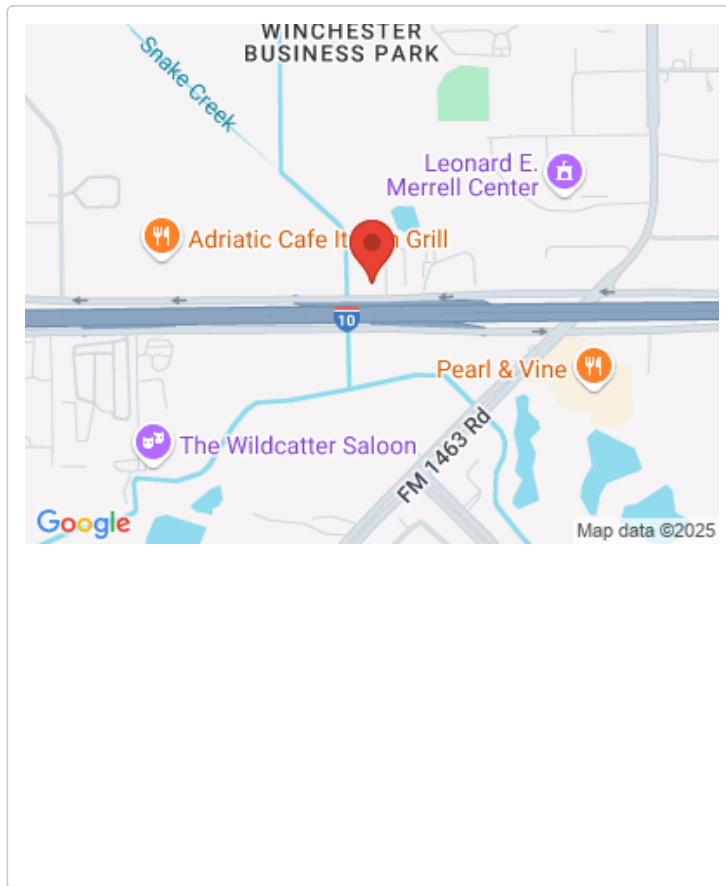 WINCHESTER
BUSINESS PARK
Snake Creek
Leonard E.
Merrell Center
Adriatic Cafe It Grill
10
Pearl & Vine
FM 1463 Rd
The Wildcatter Saloon
Google
Map data ©2025